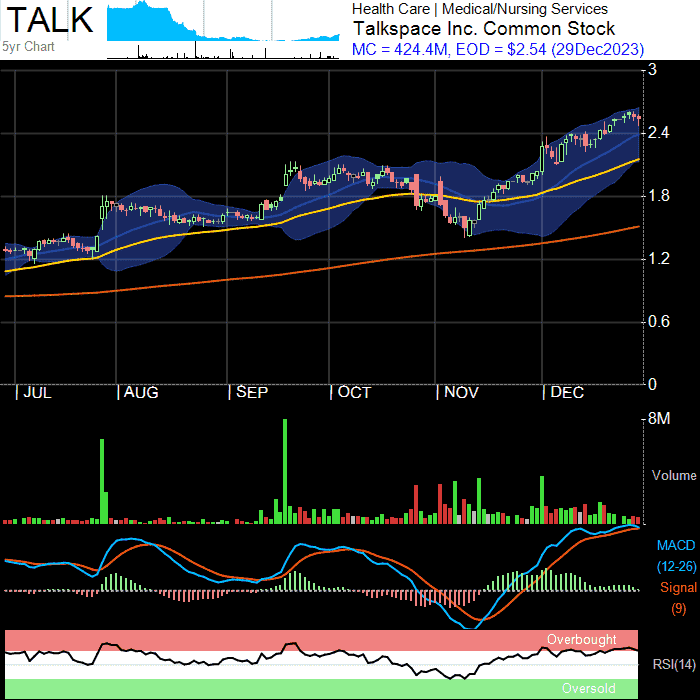 TALK
5yr Chart
Health Care | Medical/Nursing Services
Talkspace Inc. Common Stock
MC = 424.4M, EOD = $2.54 (29Dec2023)
3
2.4
1.8
1.2
0.6
0
| JUL | AUG | SEP | OCT | NOV | DEC
8M
Volume
MACD
(12-26)
Signal
(9)
Overbought
RSI(14)
Oversold